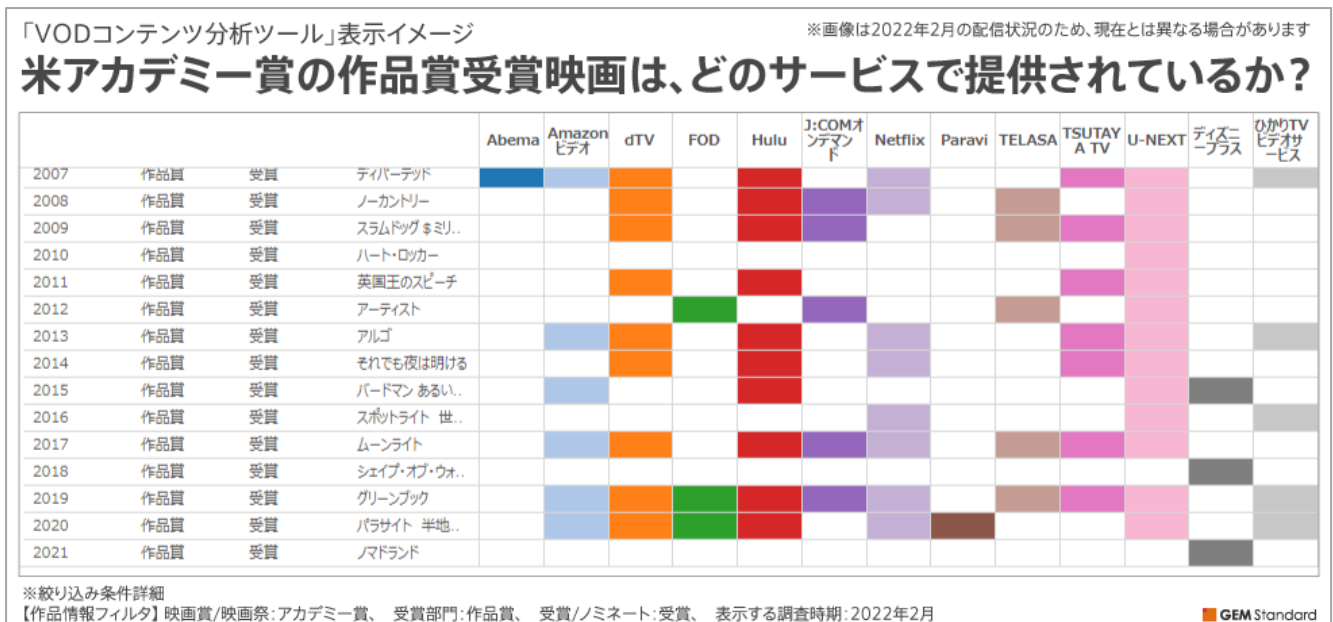 「VODコンテンツ分析ツール」表示イメージ
※画像は2022年2月の配信状況のため、現在とは異なる場合があります
米アカデミー賞の作品賞受賞映画は、どのサービスで提供されているか?
Abema Amazonビデオ dTV FOD Hulu J:COMオンデマンド Netflix Paravi TELASA TSUTAYA TV U-NEXT ディズニープラス ひかりTVビデオサービス
2007 作品賞 受賞 ディパーテッド
2008 作品賞 受賞 ノーカントリー
2009 作品賞 受賞 スラムドッグ$ミリ..
2010 作品賞 受賞 ハート・ロッカー
2011 作品賞 受賞 英国王のスピーチ
2012 作品賞 受賞 アーティスト
2013 作品賞 受賞 アルゴ
2014 作品賞 受賞 それでも夜は明ける
2015 作品賞 受賞 バードマン あるい..
2016 作品賞 受賞 スポットライト 世..
2017 作品賞 受賞 ムーンライト
2018 作品賞 受賞 シェイプ・オブ・ウォ..
2019 作品賞 受賞 グリーンブック
2020 作品賞 受賞 パラサイト 半地..
2021 作品賞 受賞 ノマドランド
※絞り込み条件詳細
【作品情報フィルタ】映画賞/映画祭:アカデミー賞、 受賞部門:作品賞、 受賞/ノミネート:受賞、 表示する調査時期:2022年2月
GEM Standard